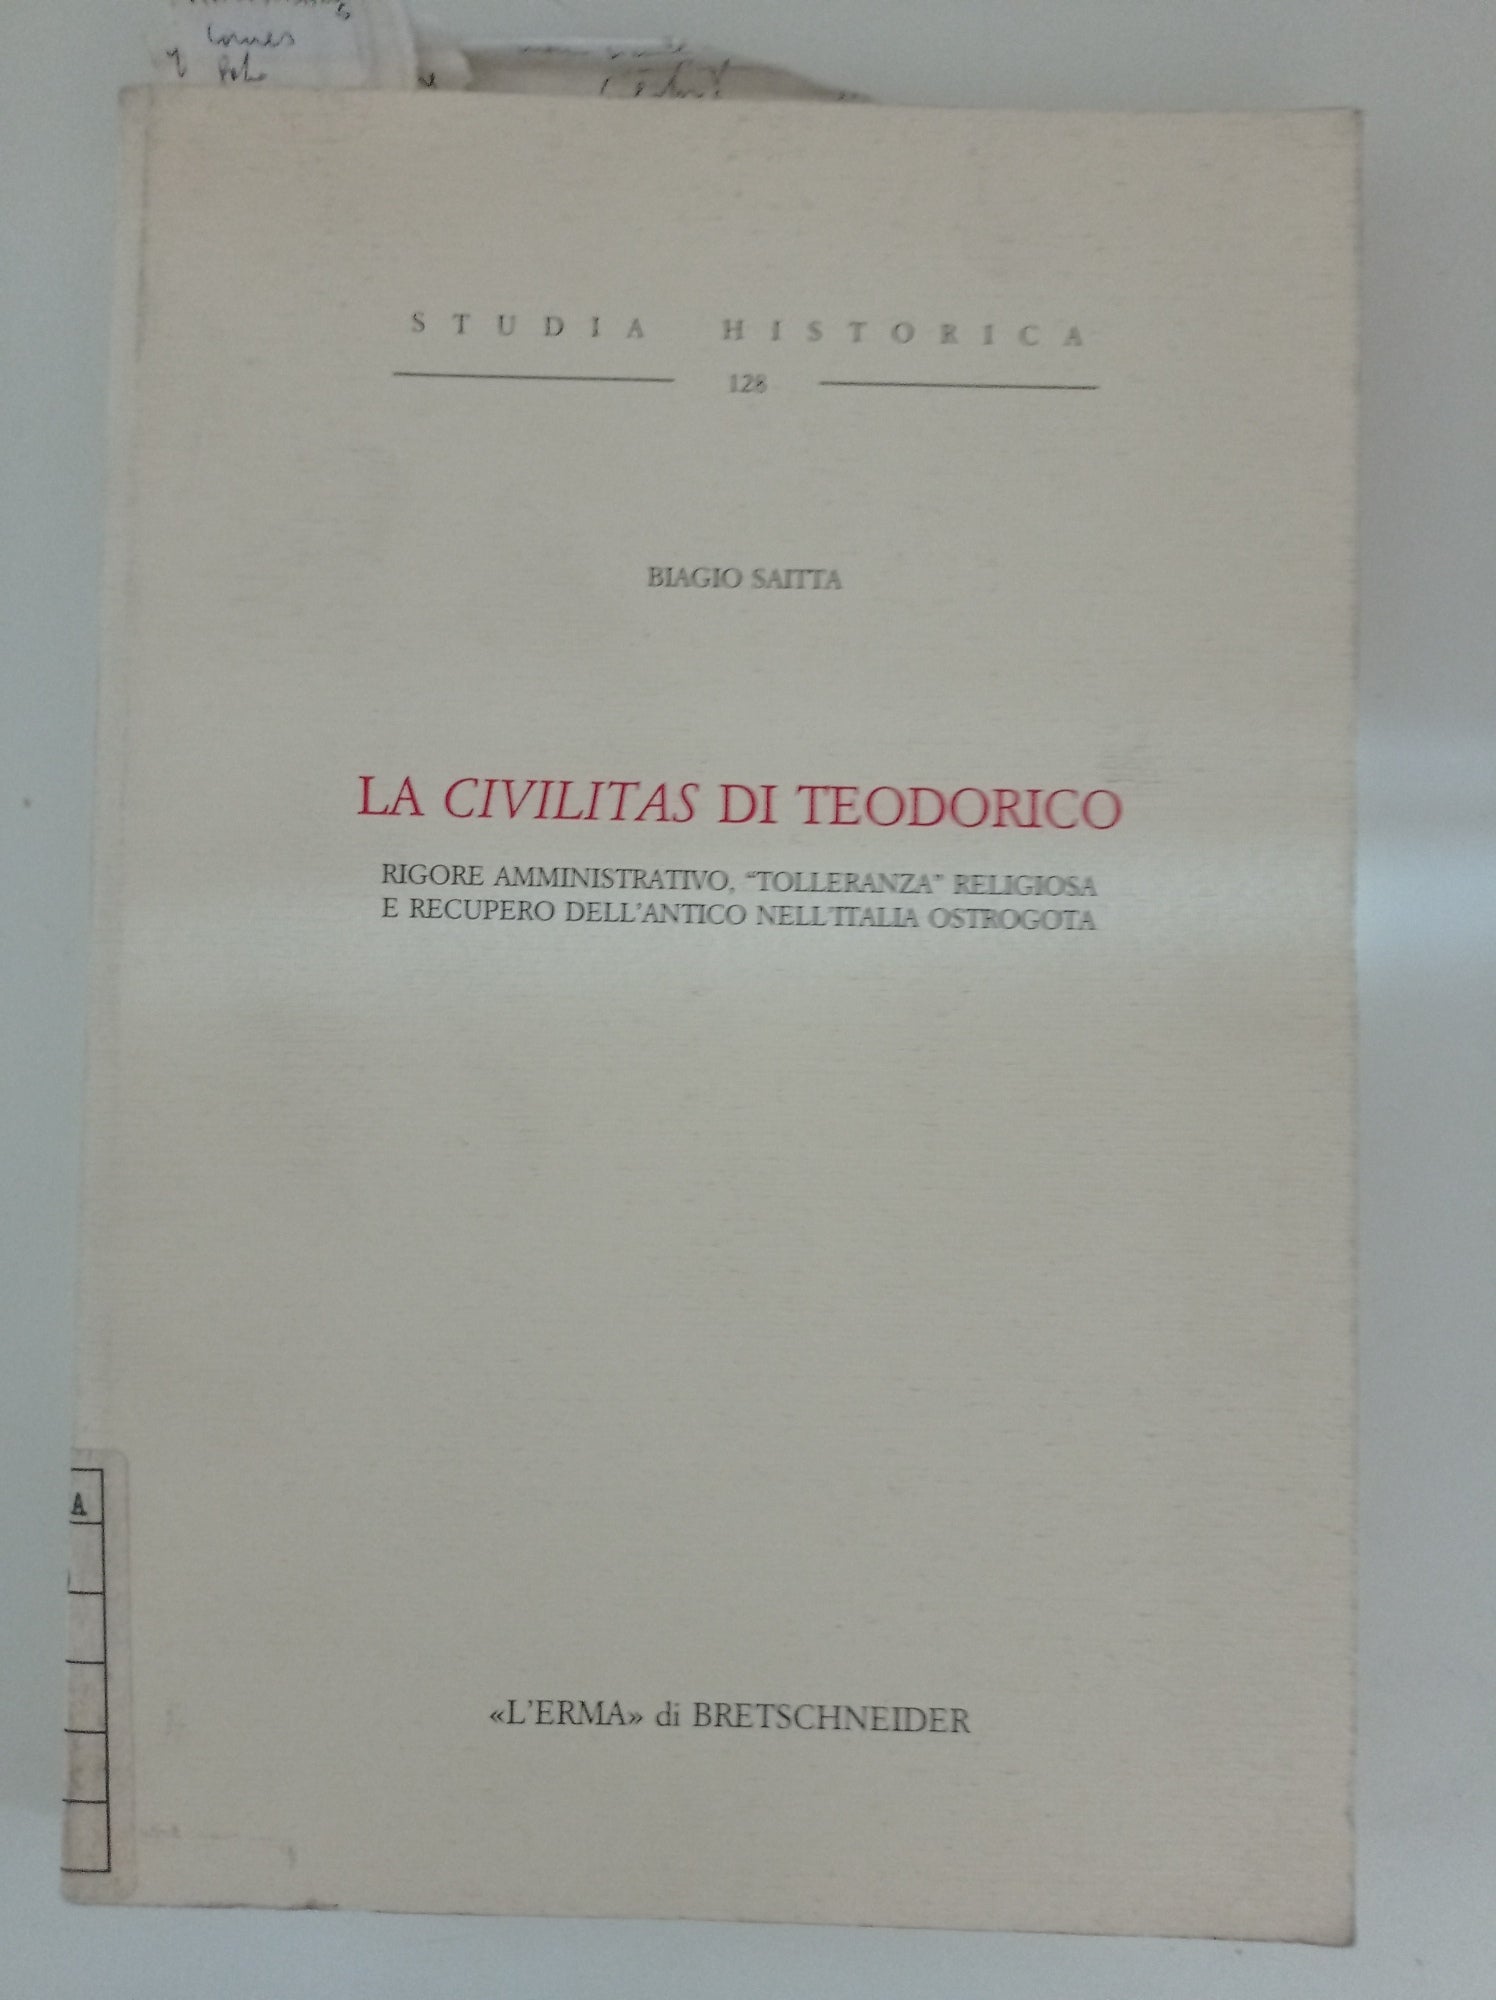 STUDIA HISTORICA
128
BIAGIO SAITTA
LA CIVILITAS DI TEODORICO
RIGORE AMMINISTRATIVO, “TOLLERANZA” RELIGIOSA
E RECUPERO DELL'ANTICO NELL'ITALIA OSTROGOTA
A
«L'ERMA» di BRETSCHNEIDER